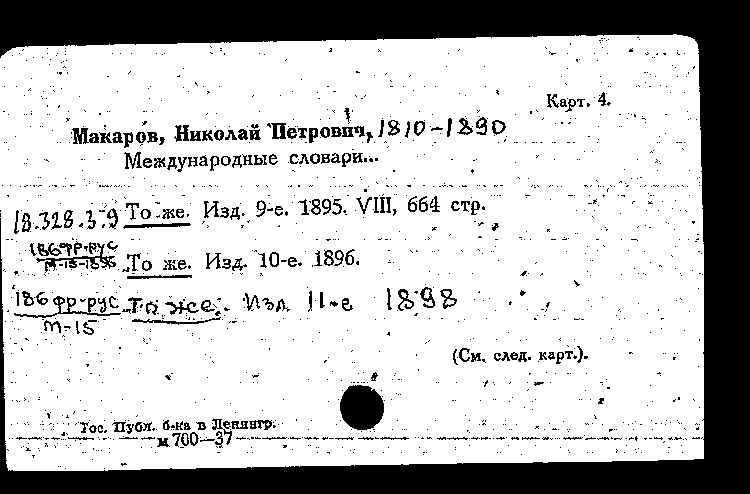 Карт. 4.
Макаров, Николай Петрович, 1810-1890
Международные словари...
18.328.3.9 То же. Изд. 9-е. 1895. VIII, 664 стр.
186 фр-рус
М-15-1896 То же. Изд. 10-е. 1896.
186 фр-рус То же. Изд. 11-е 1898
М-15
(См. след. карт.).
Гос. Публ. б-ка в Ленингр.
м 700—37